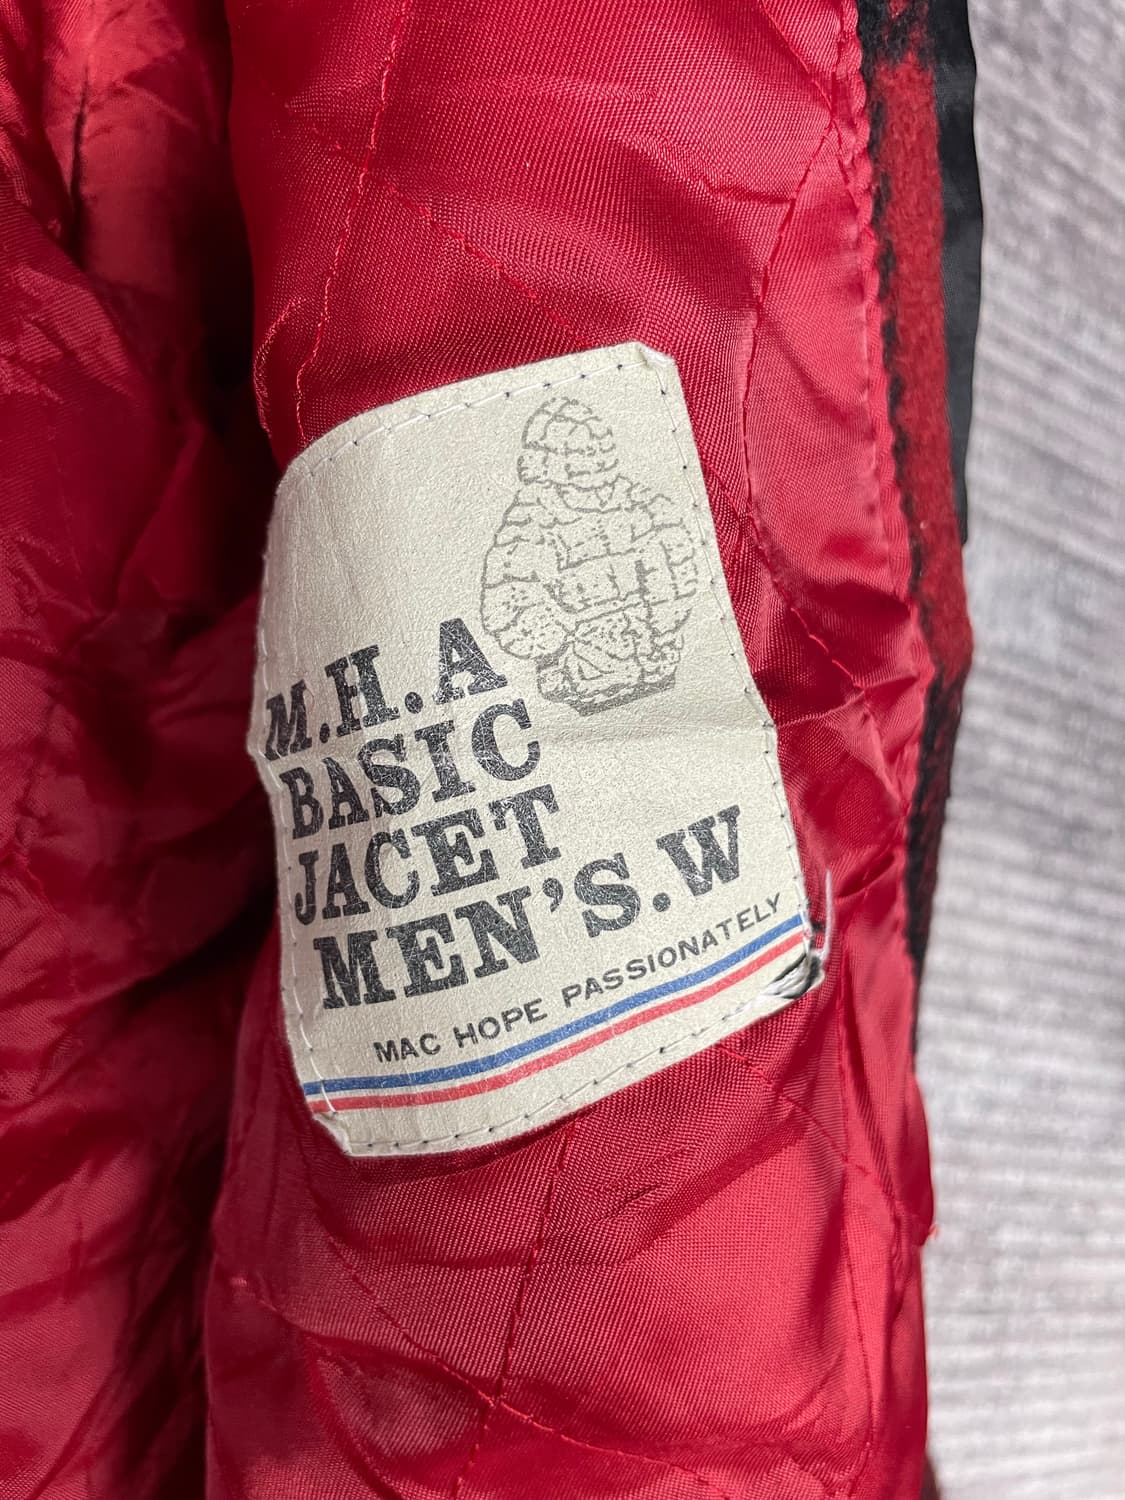 M.H.A
BASIC
JACET
MEN'S.W
MAC HOPE PASSIONATELY